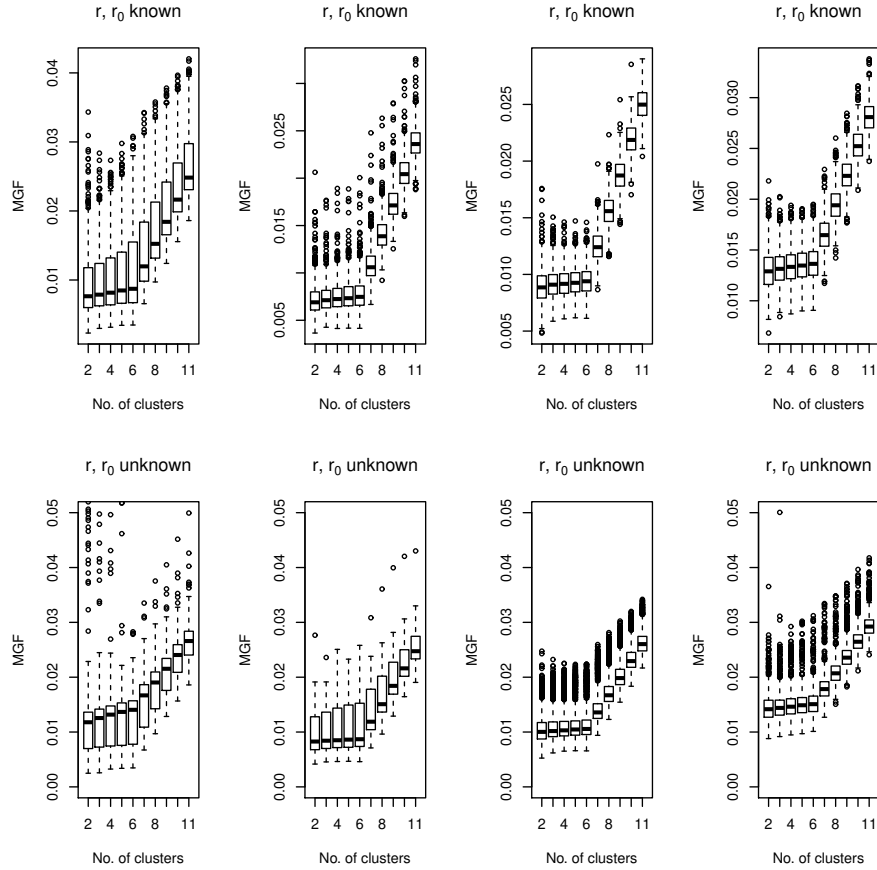 r, r0 known
r, r0 known
r, r0 known
r, r0 known
MGF
0.01 0.02 0.03 0.04
2 4 6 8 11
No. of clusters
MGF
0.005 0.015 0.025
2 4 6 8 11
No. of clusters
MGF
0.005 0.010 0.015 0.020 0.025
2 4 6 8 11
No. of clusters
MGF
0.010 0.015 0.020 0.025 0.030
2 4 6 8 11
No. of clusters
r, r0 unknown
r, r0 unknown
r, r0 unknown
r, r0 unknown
MGF
0.00 0.01 0.02 0.03 0.04 0.05
2 4 6 8 11
No. of clusters
MGF
0.00 0.01 0.02 0.03 0.04 0.05
2 4 6 8 11
No. of clusters
MGF
0.00 0.01 0.02 0.03 0.04 0.05
2 4 6 8 11
No. of clusters
MGF
0.00 0.01 0.02 0.03 0.04 0.05
2 4 6 8 11
No. of clusters